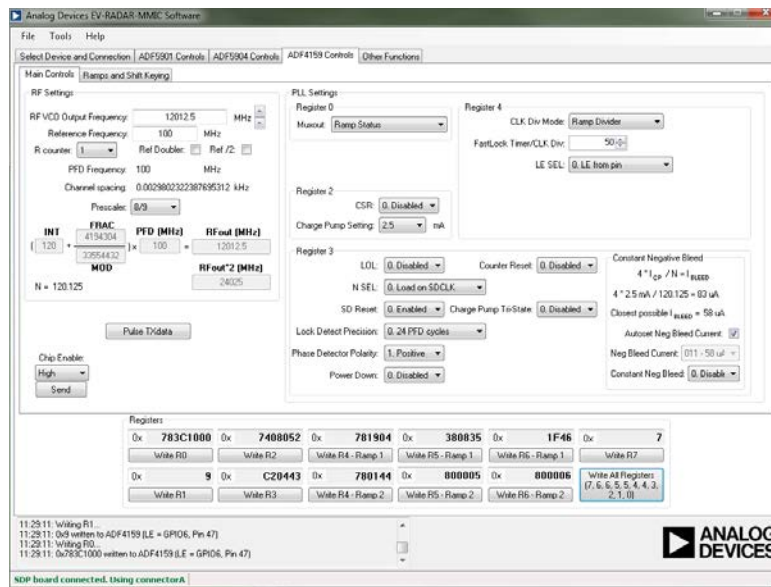 Analog Devices EV-RADAR-MMIC Software
File Tools Help
Select Device and Connection ADF5901 Controls ADF5904 Controls ADF4159 Controls Other Functions
Main Controls Ramps and Shift Keying
RF Settings
RF VCO Output Frequency: 12012.5 MHz
Reference Frequency: 100 MHz
R counter: 1 Ref Doubler: Ref /2:
PFD Frequency: 100 MHz
Channel spacing: 0.0029802322387695312 kHz
Prescaler: 8/9
INT FRAC PFD (MHz) RFout (MHz)
( 120 + 4194304 ) x 100 = 12012.5
33554432
MOD RFout*2 (MHz)
N = 120.125 24025
Pulse TXdata
Chip Enable:
High
Send
PLL Settings
Register 0
Muxout: Ramp Status
Register 2
CSR: 0. Disabled
Charge Pump Setting: 2.5 mA
Register 4
CLK Div Mode: Ramp Divider
FastLock Timer/CLK Div: 50
LE SEL: 0. LE from pin
Register 3
LOL: 0. Disabled Counter Reset: 0. Disabled
N SEL: 0. Load on SDCLK
SD Reset: 0. Enabled Charge Pump Tri-State: 0. Disabled
Lock Detect Precision: 0. 24 PFD cycles
Phase Detector Polarity: 1. Positive
Power Down: 0. Disabled
Constant Negative Bleed
4 * I CP / N = I BLEED
4 * 2.5 mA / 120.125 = 83 uA
Closest possible I BLEED = 58 uA
Autoset Neg Bleed Current:
Neg Bleed Current: 011 - 58 uA
Constant Neg Bleed: 0. Disable
Registers
0x 783C1000 0x 7408052 0x 781904 0x 380835 0x 1F46 0x 7
Write R0 Write R2 Write R4 - Ramp 1 Write R5 - Ramp 1 Write R6 - Ramp 1 Write R7
0x 9 0x C20443 0x 780144 0x 800005 0x 800006 Write All Registers
Write R1 Write R3 Write R4 - Ramp 2 Write R5 - Ramp 2 Write R6 - Ramp 2 (7, 6, 6, 5, 5, 4, 4, 3,
2, 1, 0)
11:29:11: Writing R1...
11:29:11: 0x9 written to ADF4159 (LE = GPIO6, Pin 47)
11:29:11: Writing R0...
11:29:11: 0x783C1000 written to ADF4159 (LE = GPIO6, Pin 47)
ANALOG
DEVICES
SDP board connected. Using connectorA